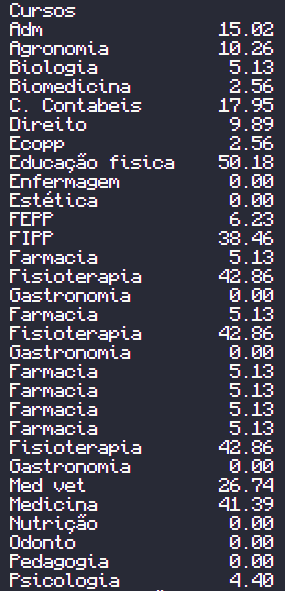 Cursos
Adm 15.02
Agronomia 10.26
Biologia 5.13
Biomedicina 2.56
C. Contabeis 17.95
Direito 9.89
Ecopp 2.56
Educação fisica 50.18
Enfermagem 0.00
Estética 0.00
FEPP 6.23
FIPP 38.46
Farmacia 5.13
Fisioterapia 42.86
Gastronomia 0.00
Farmacia 5.13
Fisioterapia 42.86
Gastronomia 0.00
Farmacia 5.13
Farmacia 5.13
Farmacia 5.13
Farmacia 5.13
Fisioterapia 42.86
Gastronomia 0.00
Med vet 26.74
Medicina 41.39
Nutrição 0.00
Odonto 0.00
Pedagogia 0.00
Psicologia 4.40